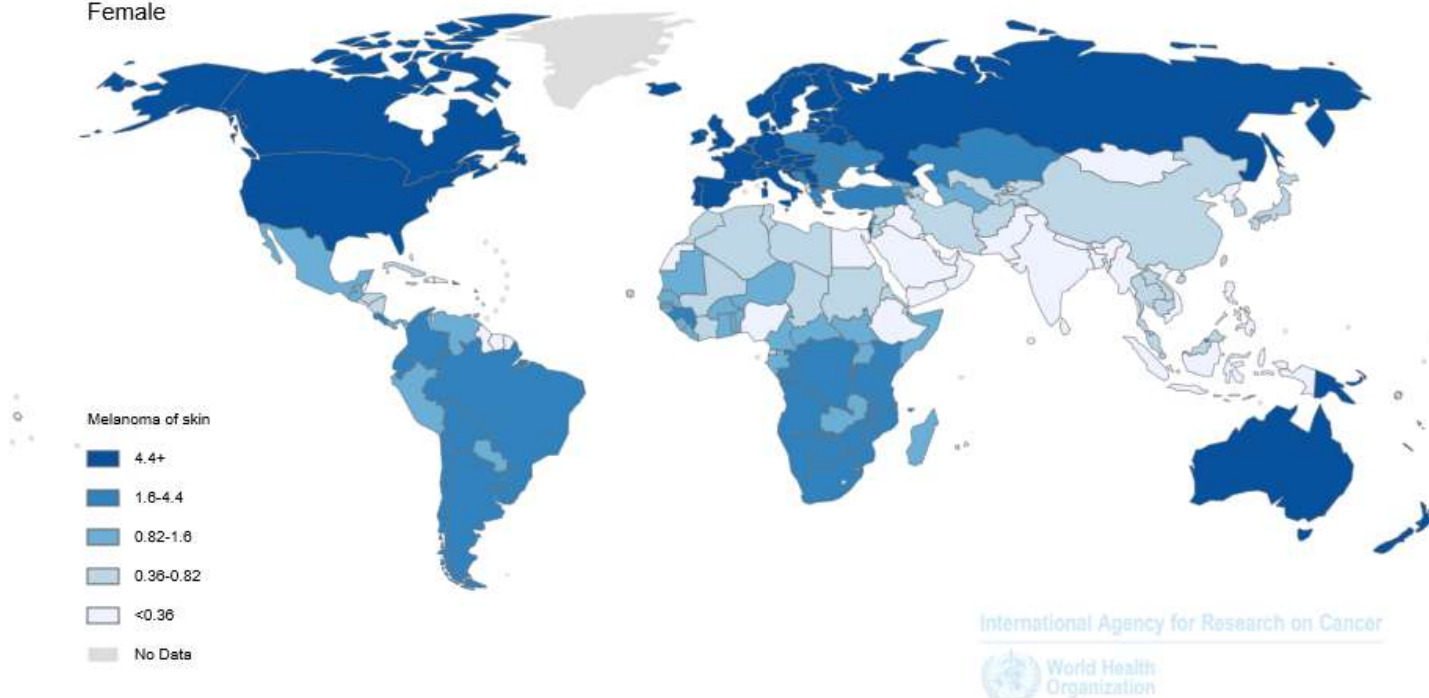 Female
Melanoma of skin
4.4+
1.6-4.4
0.82-1.6
0.36-0.82
<0.36
No Data
International Agency for Research on Cancer
World Health
Organization